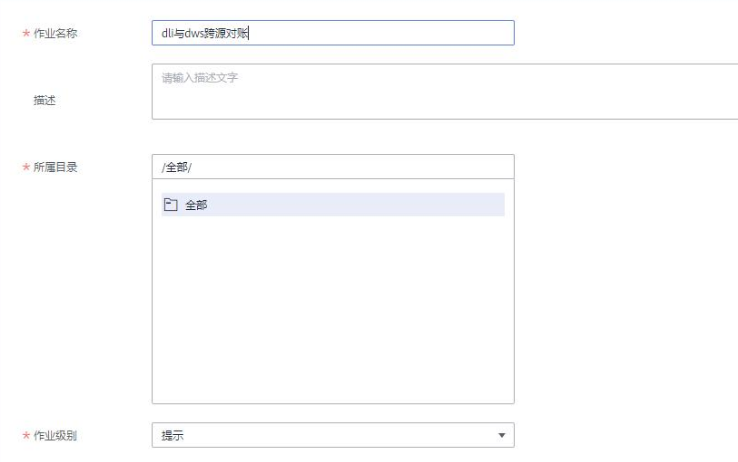 * 作业名称 dli与dws跨源对账
描述 请输入描述文字
* 所属目录 /全部/
全部
* 作业级别 提示